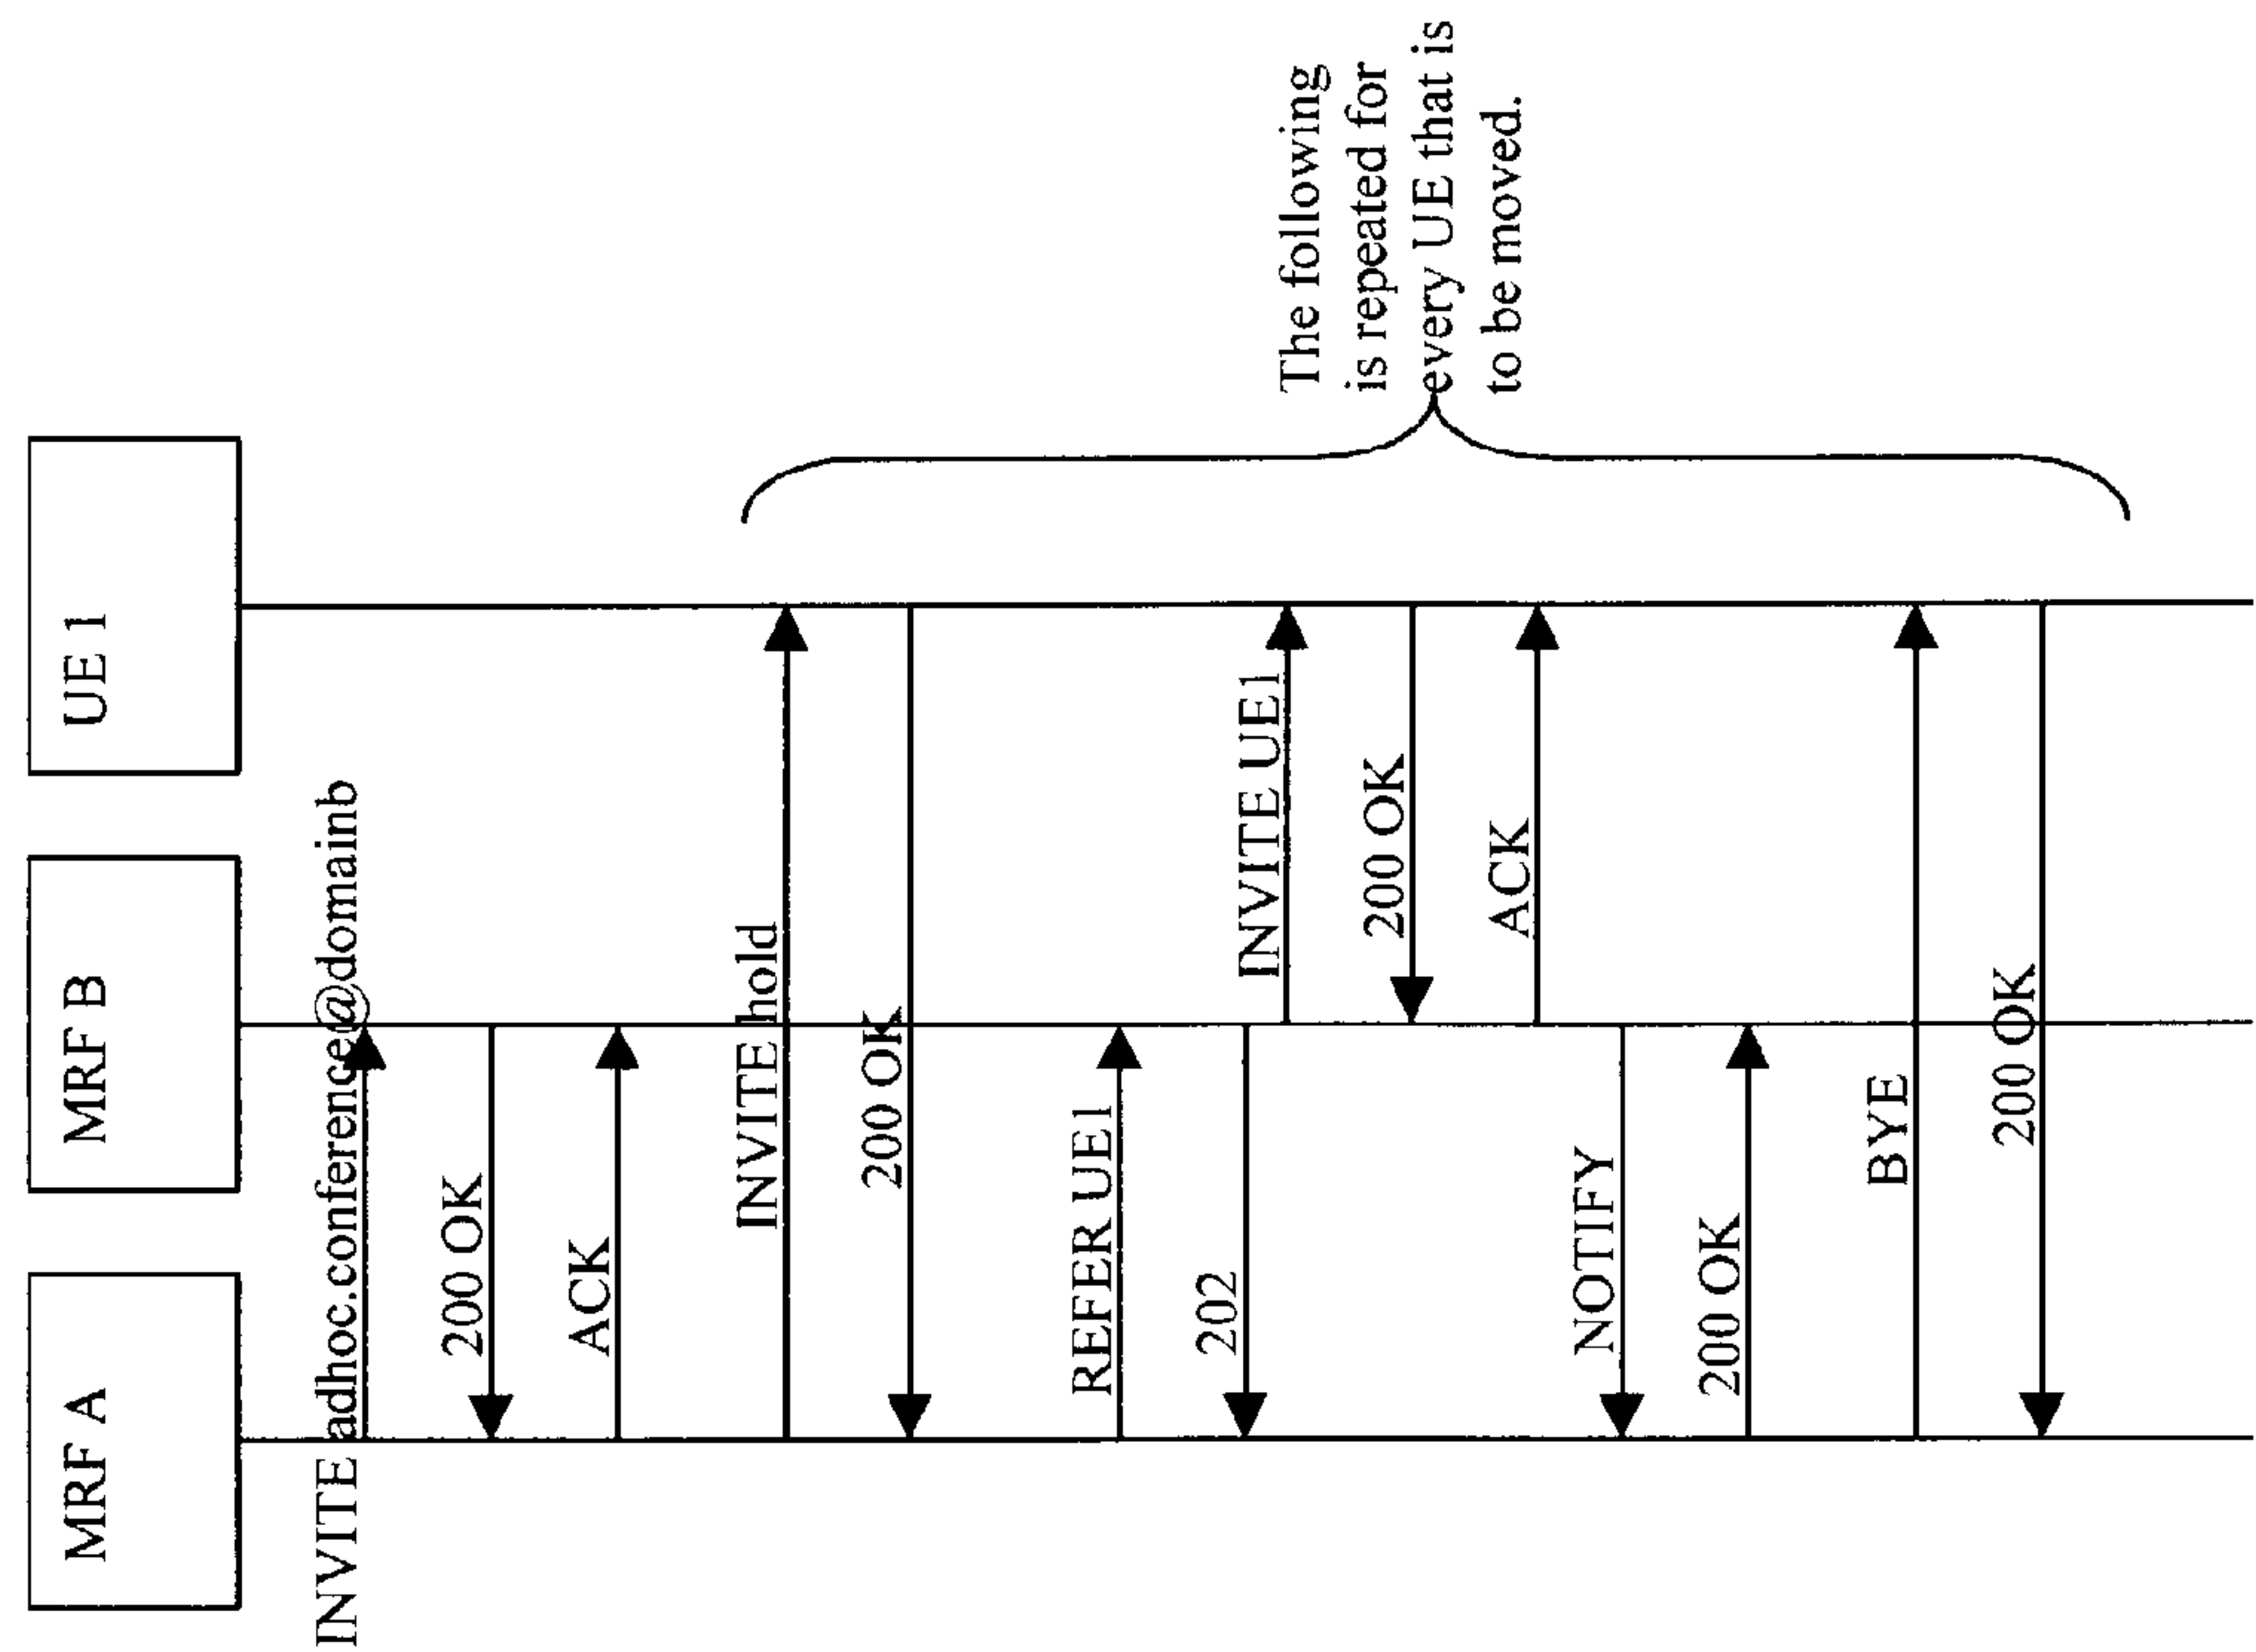 MRF A
MRF B
UE 1
INVITE adhoc.conference@domainb
200 OK
ACK
INVITE hold
200 OK
REFER UE1
202
INVITE UE1
200 OK
ACK
NOTIFY
200 OK
BYE
200 OK
The following
is repeated for
every UE that is
to be moved.